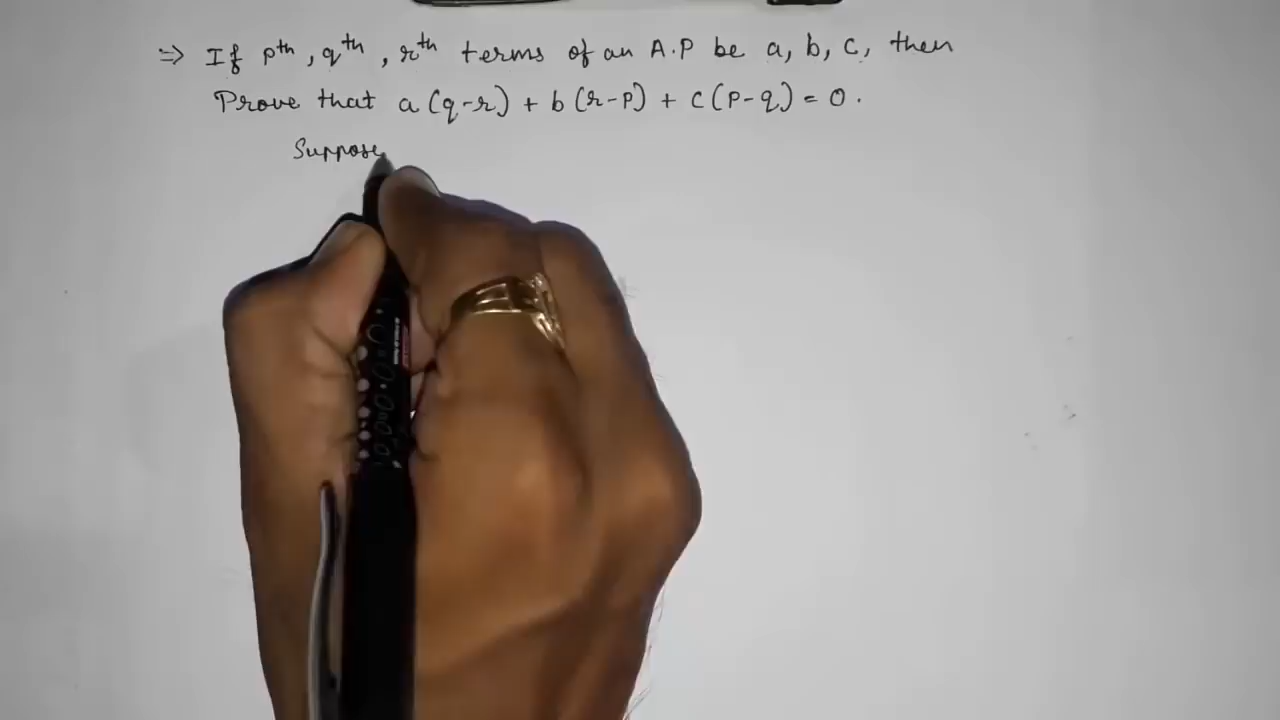 ⇒ If pth, qth, rth terms of an A.P be a, b, c, then
Prove that a(q-r) + b(r-p) + c(p-q) = 0.
Suppose